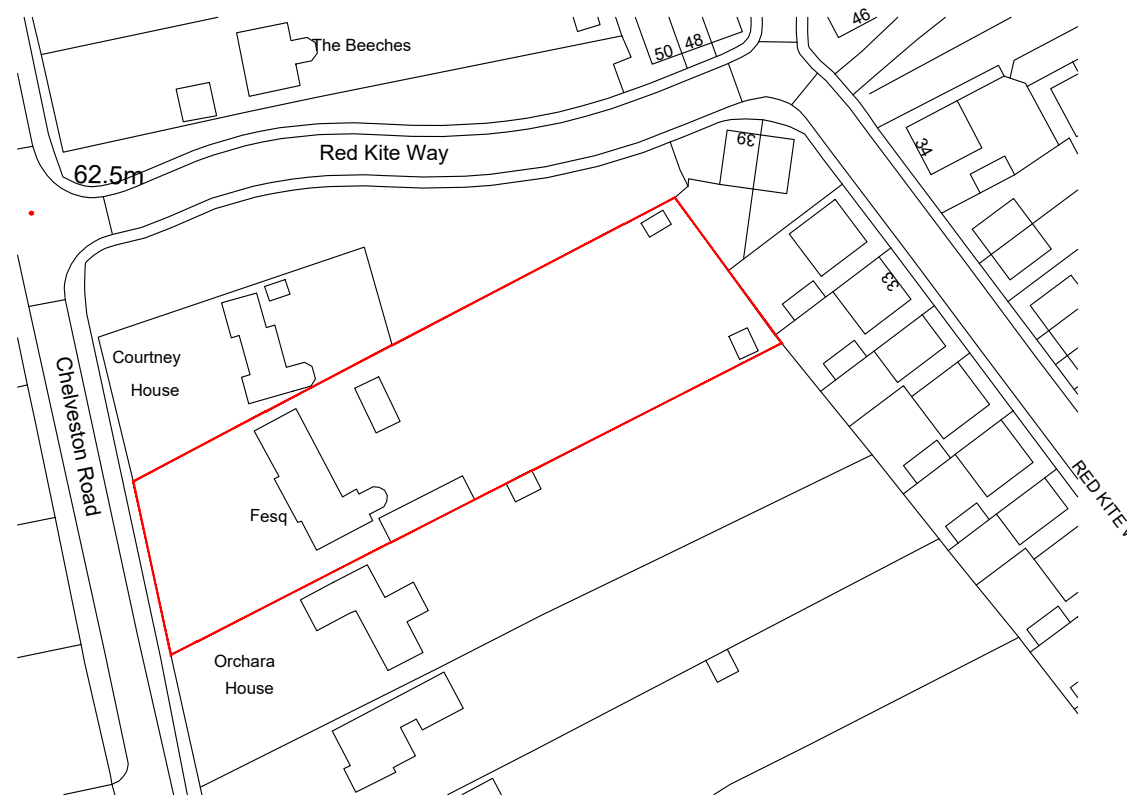 46
The Beeches
50
48
Red Kite Way
39
34
62.5m
33
Courtney
House
Chelveston Road
Fesq
RED KITE
Orchara
House